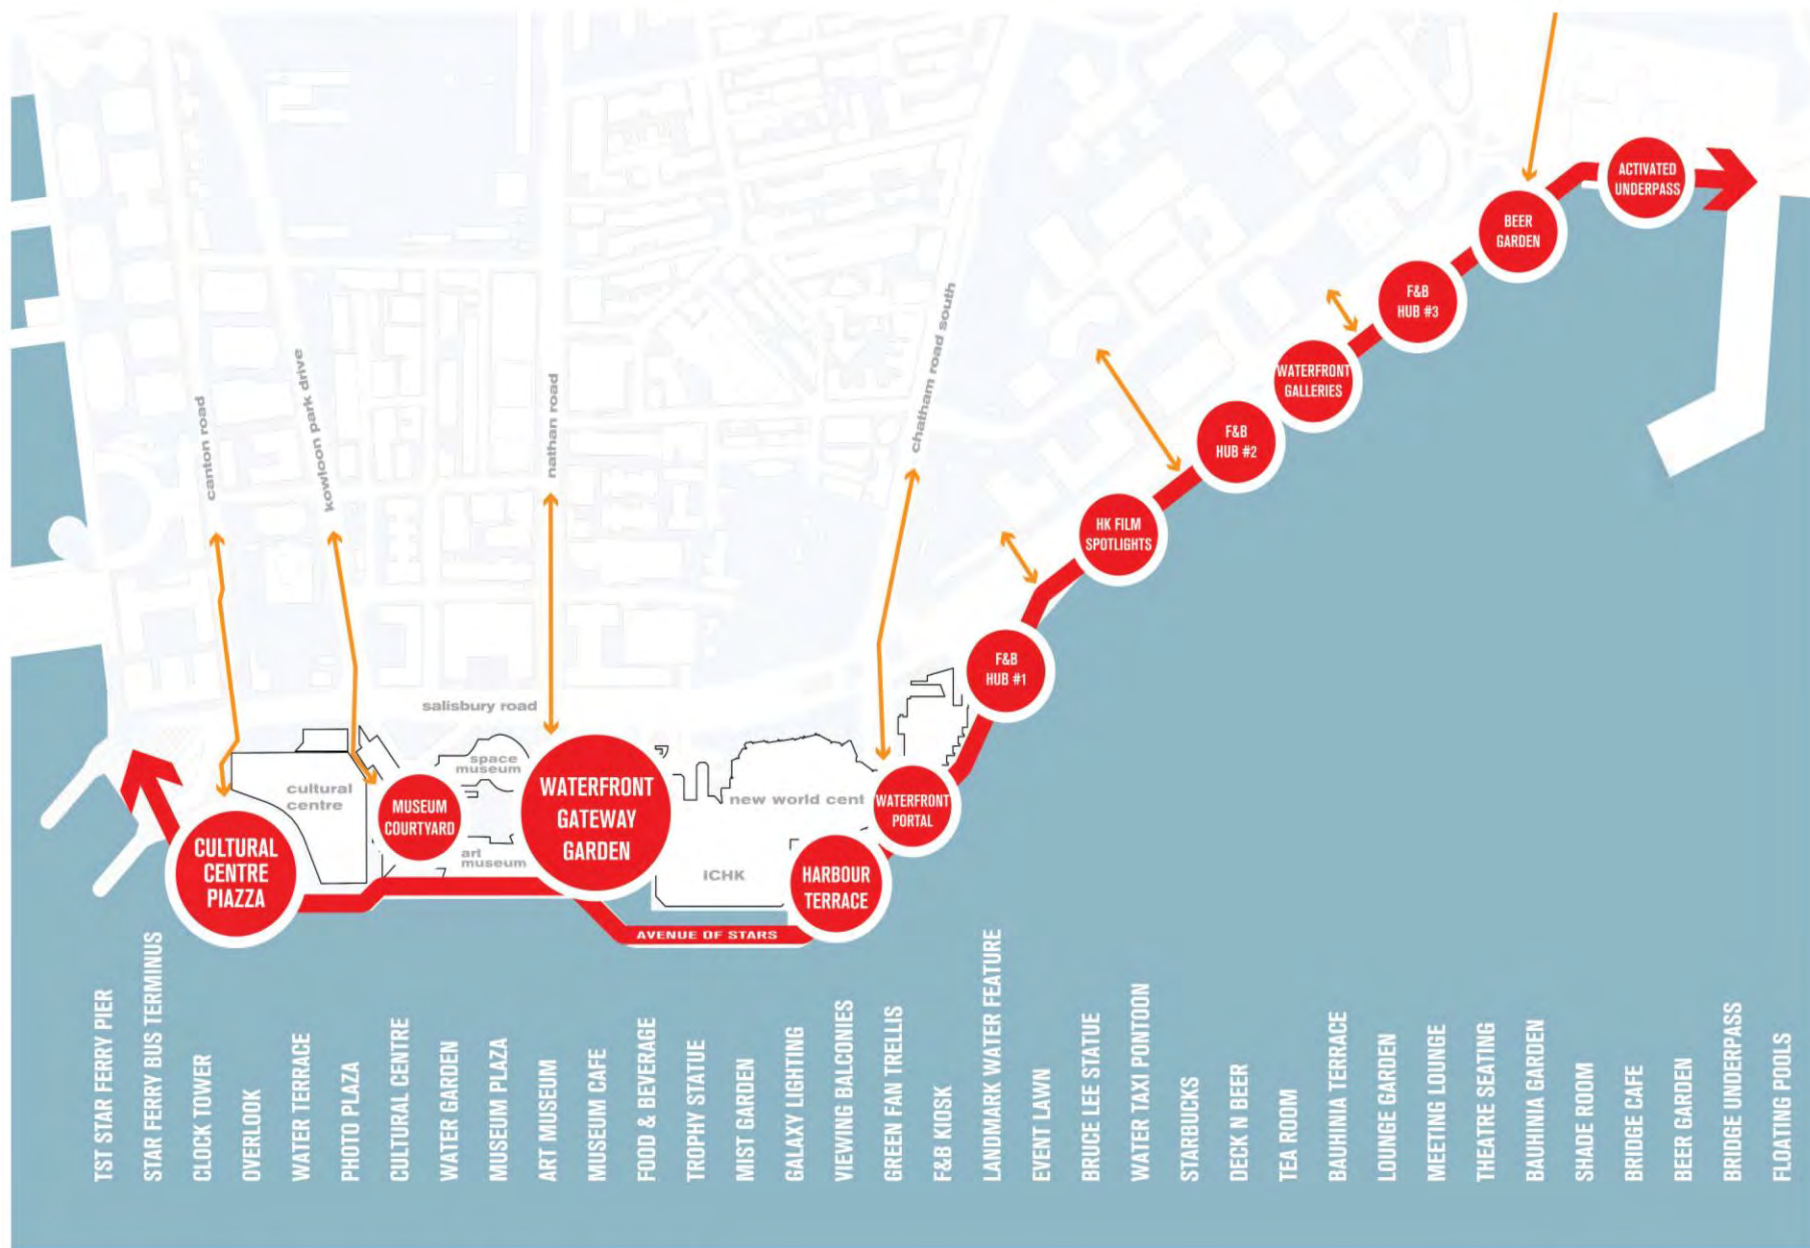 ACTIVATED
UNDERPASS
BEER
GARDEN
F&B
HUB #3
WATERFRONT
GALLERIES
F&B
HUB #2
HK FILM
SPOTLIGHTS
F&B
HUB #1
canton road
kowloon park drive
nathan road
chatham road south
salisbury road
cultural
centre
space
museum
art
museum
new world cent
ICHK
CULTURAL
CENTRE
PIAZZA
MUSEUM
COURTYARD
WATERFRONT
GATEWAY
GARDEN
HARBOUR
TERRACE
WATERFRONT
PORTAL
AVENUE OF STARS
TST STAR FERRY PIER
STAR FERRY BUS TERMINUS
CLOCK TOWER
OVERLOOK
WATER TERRACE
PHOTO PLAZA
CULTURAL CENTRE
WATER GARDEN
MUSEUM PLAZA
ART MUSEUM
MUSEUM CAFE
FOOD & BEVERAGE
TROPHY STATUE
MIST GARDEN
GALAXY LIGHTING
VIEWING BALCONIES
GREEN FAN TRELLIS
F&B KIOSK
LANDMARK WATER FEATURE
EVENT LAWN
BRUCE LEE STATUE
WATER TAXI PONTOON
STARBUCKS
DECK N BEER
TEA ROOM
BAUHINIA TERRACE
LOUNGE GARDEN
MEETING LOUNGE
THEATRE SEATING
BAUHINIA GARDEN
SHADE ROOM
BRIDGE CAFE
BEER GARDEN
BRIDGE UNDERPASS
FLOATING POOLS